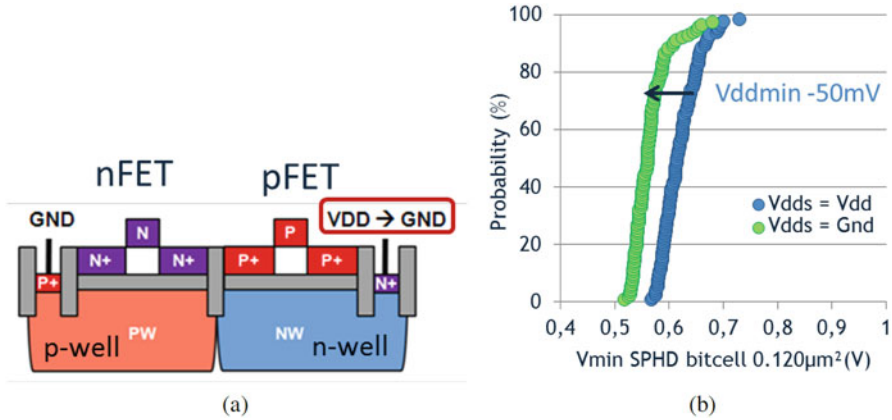 nFET
pFET
GND
VDD → GND
N
P
P+
N+
N+
P+
P+
N+
p-well
PW
NW
n-well
(a)
Probability (%)
100
80
60
40
20
0
Vddmin -50mV
Vdds = Vdd
Vdds = Gnd
0,4
0,5
0,6
0,7
0,8
0,9
1
Vmin SPHD bitcell 0.120µm² (V)
(b)